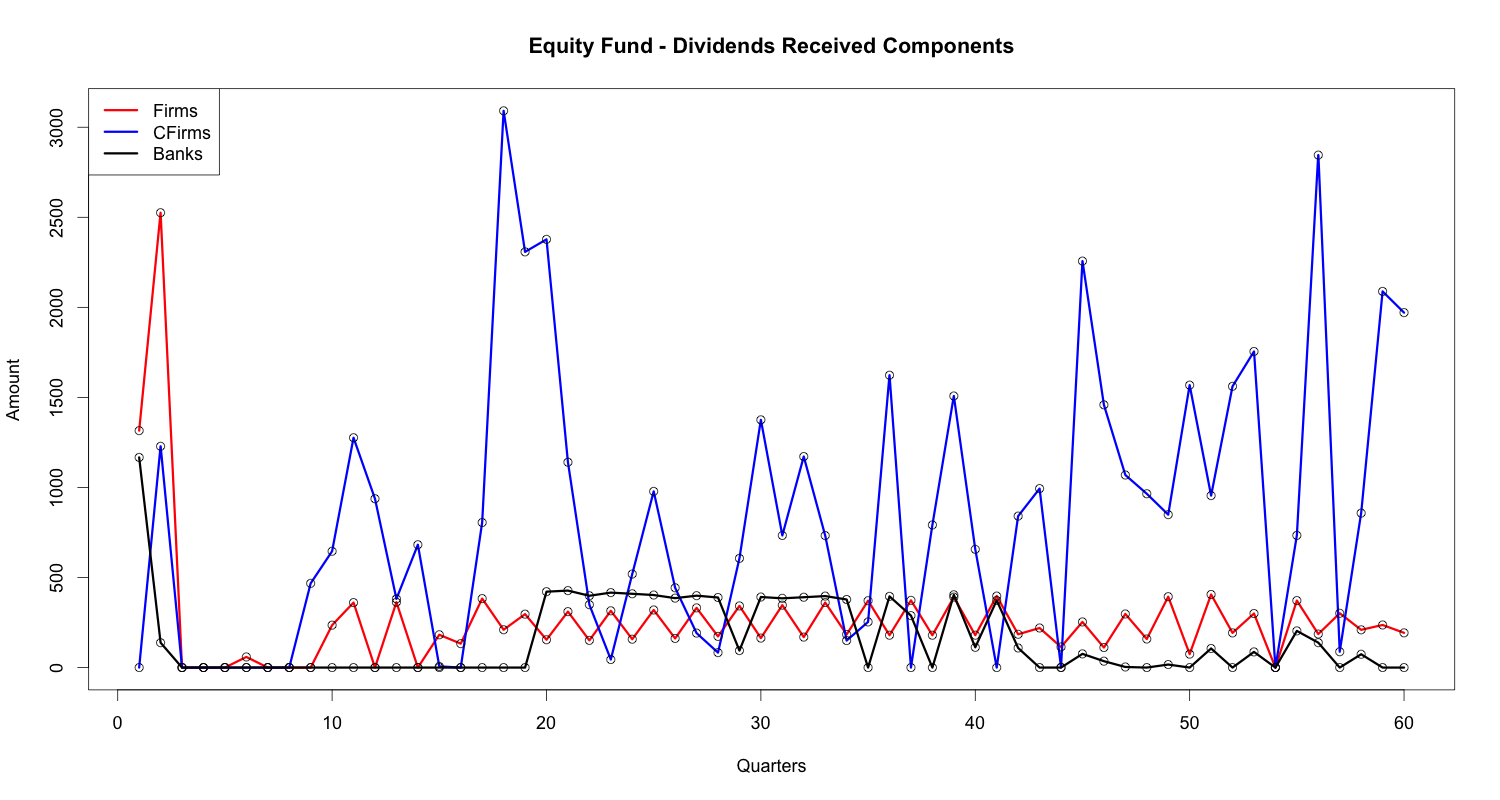 Equity Fund - Dividends Received Components
Firms
CFirms
Banks
3000
2500
2000
1500
1000
500
0
Amount
0 10 20 30 40 50 60
Quarters